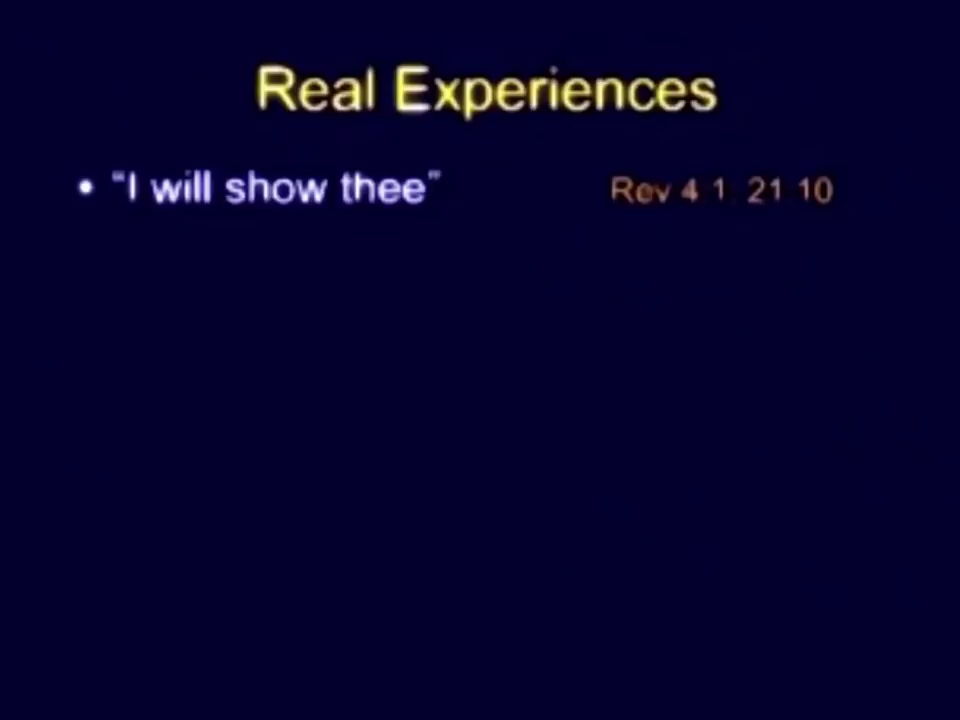 Real Experiences
• “I will show thee” Rev 4:1; 21:10